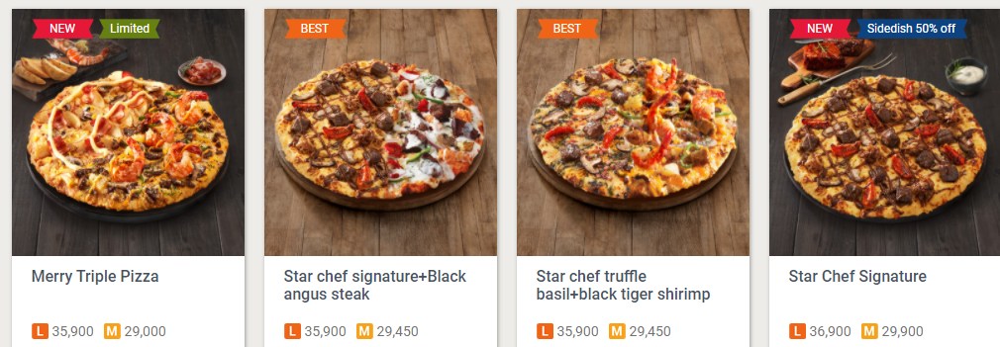 NEW Limited
Merry Triple Pizza
L 35,900 M 29,000
BEST
Star chef signature+Black
angus steak
L 35,900 M 29,450
BEST
Star chef truffle
basil+black tiger shirimp
L 35,900 M 29,450
NEW Sidedish 50% off
Star Chef Signature
L 36,900 M 29,900